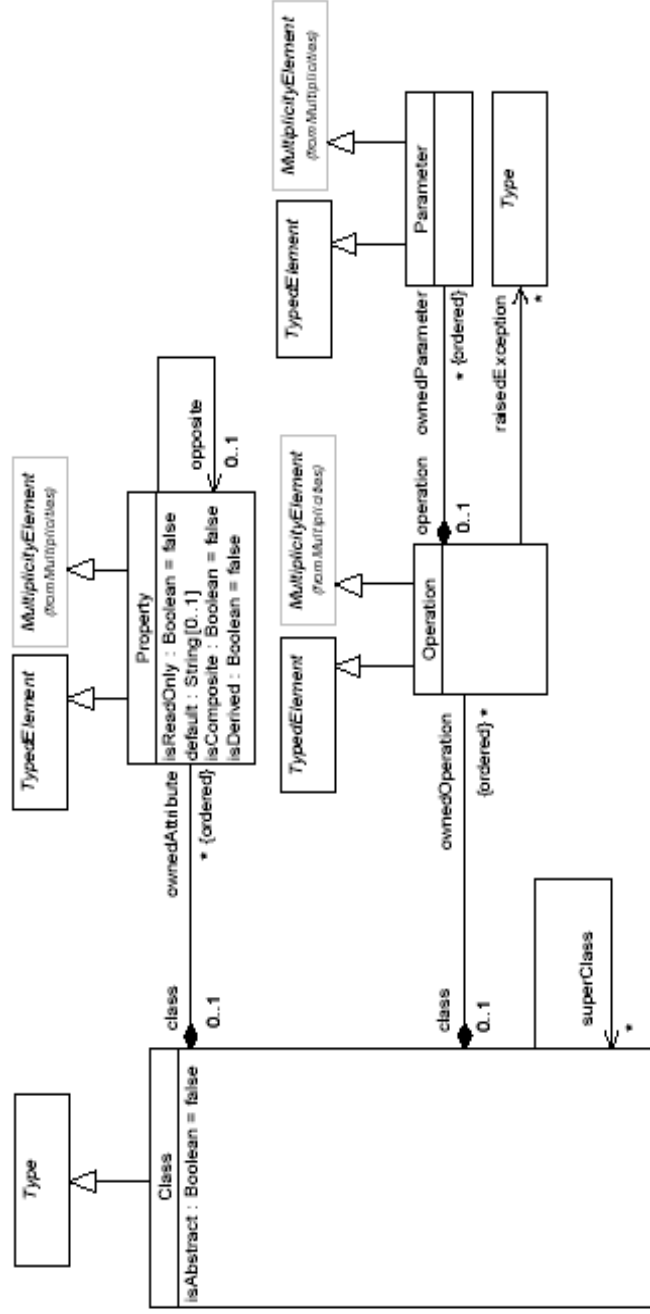 Type
Class
isAbstract : Boolean = false
class
0..1
ownedAttribute
* {ordered}
TypedElement
MultiplicityElement
(from Multiplicities)
Property
isReadOnly : Boolean = false
default : String[0..1]
isComposite : Boolean = false
isDerived : Boolean = false
opposite
0..1
class
0..1
ownedOperation
{ordered} *
TypedElement
MultiplicityElement
(from Multiplicities)
Operation
operation
0..1
ownedParameter
* {ordered}
TypedElement
MultiplicityElement
(from Multiplicities)
Parameter
raisedException
*
Type
superClass
*